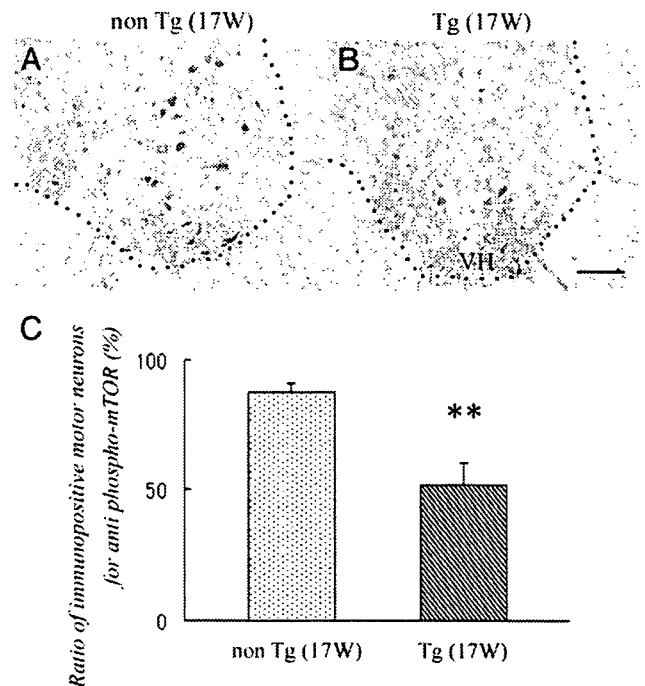 non Tg (17W)
Tg (17W)
A
B
VH
C
Ratio of immunopositive motor neurons
for anti phospho-mTOR (%)
100
50
0
**
non Tg (17W)
Tg (17W)